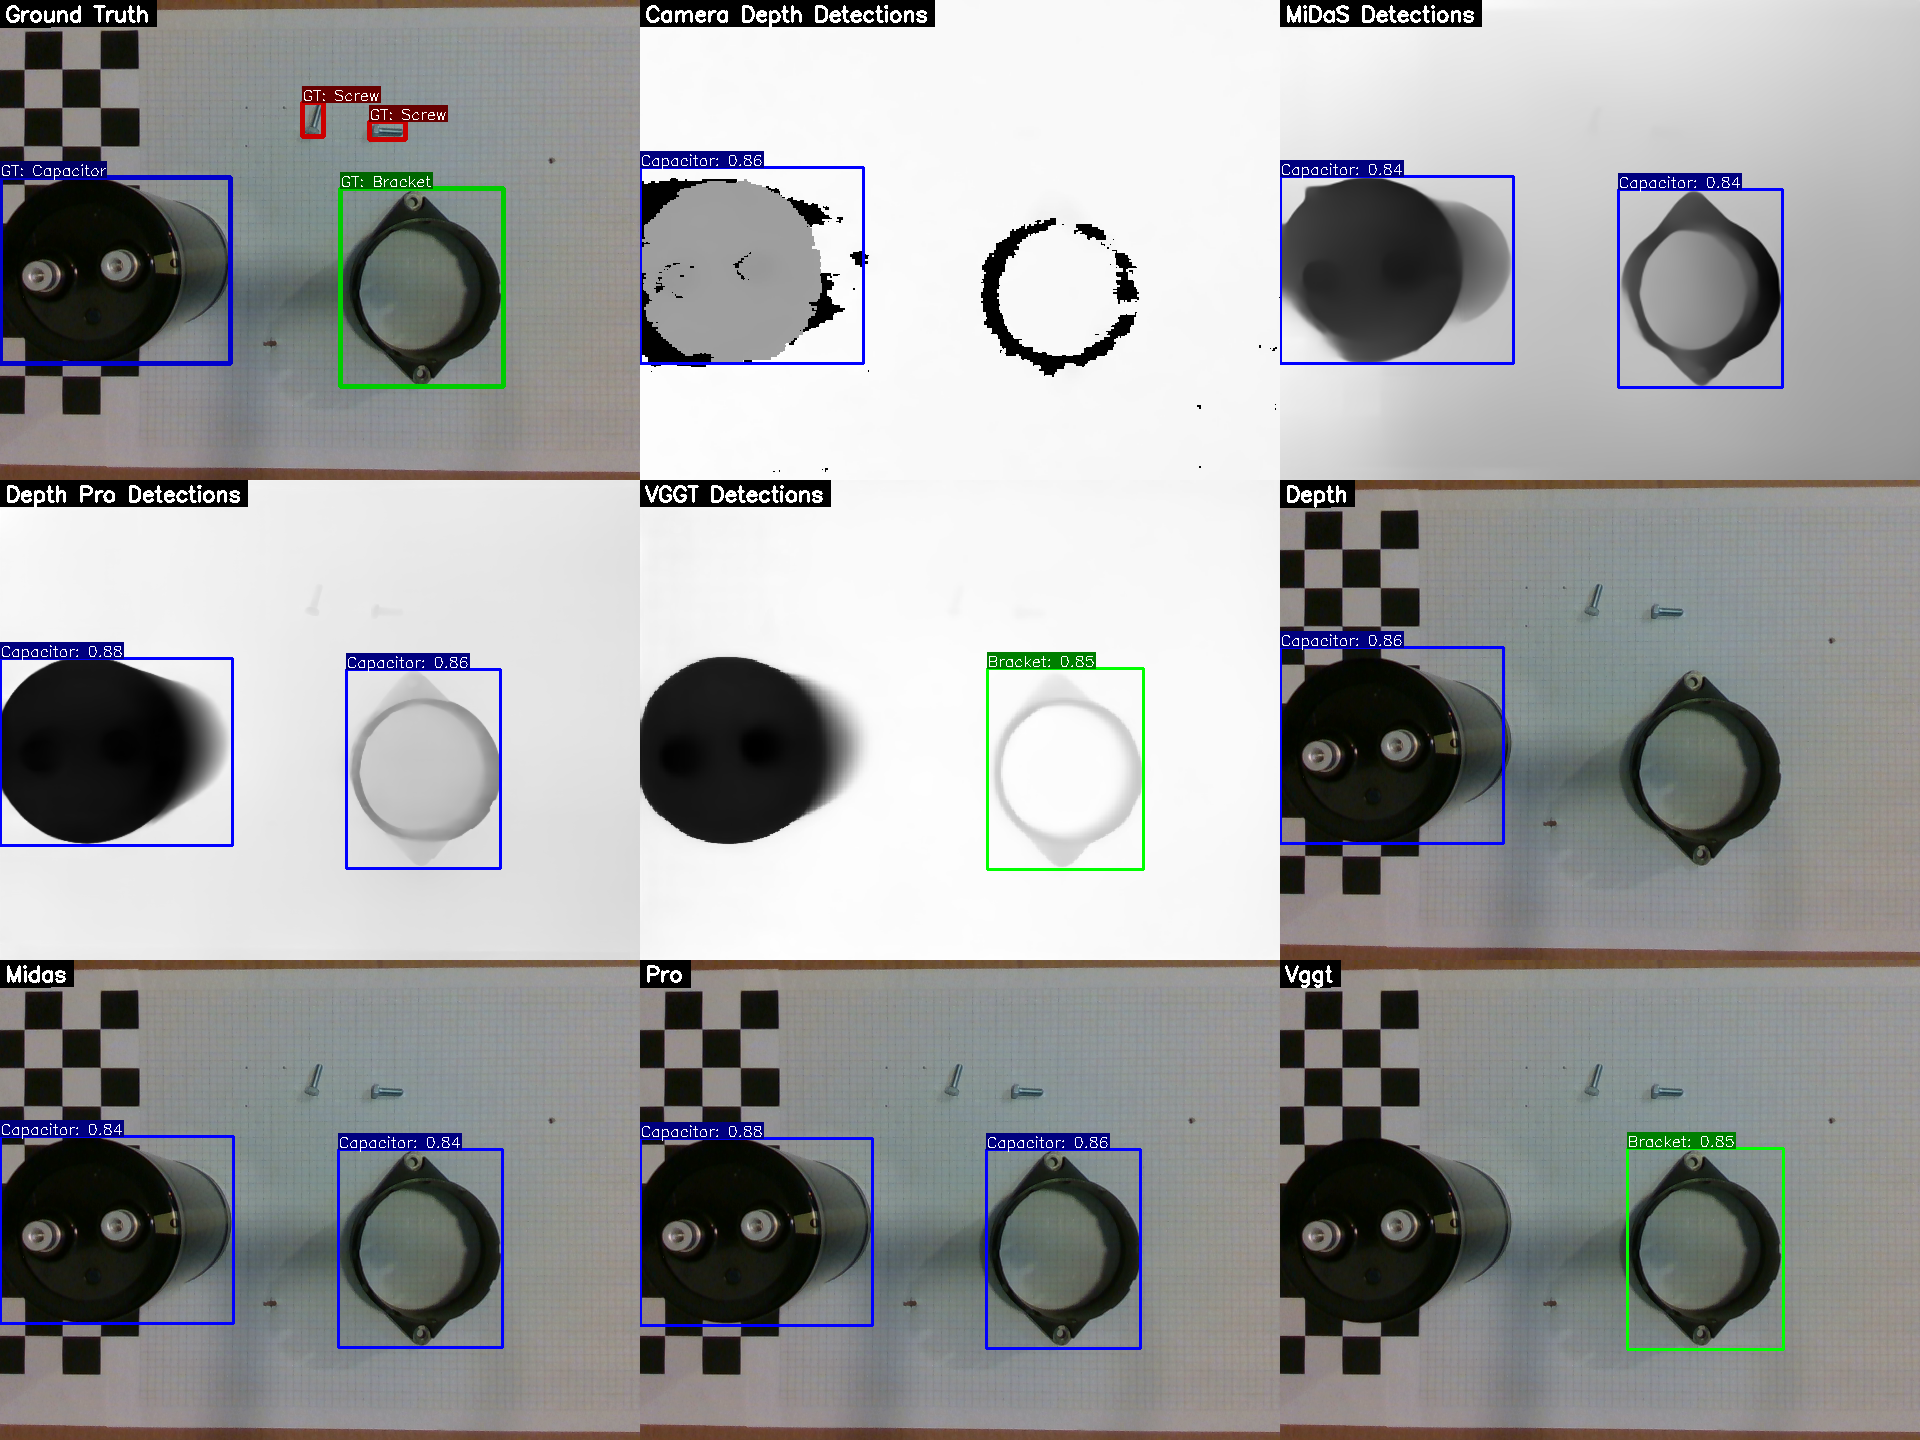 Ground Truth
GT: Screw
GT: Screw
GT: Capacitor
GT: Bracket
Camera Depth Detections
Capacitor: 0.86
MiDaS Detections
Capacitor: 0.84
Capacitor: 0.84
Depth Pro Detections
Capacitor: 0.88
Capacitor: 0.86
VGGT Detections
Bracket: 0.85
Depth
Capacitor: 0.86
Midas
Capacitor: 0.84
Capacitor: 0.84
Pro
Capacitor: 0.88
Capacitor: 0.86
Vggt
Bracket: 0.85